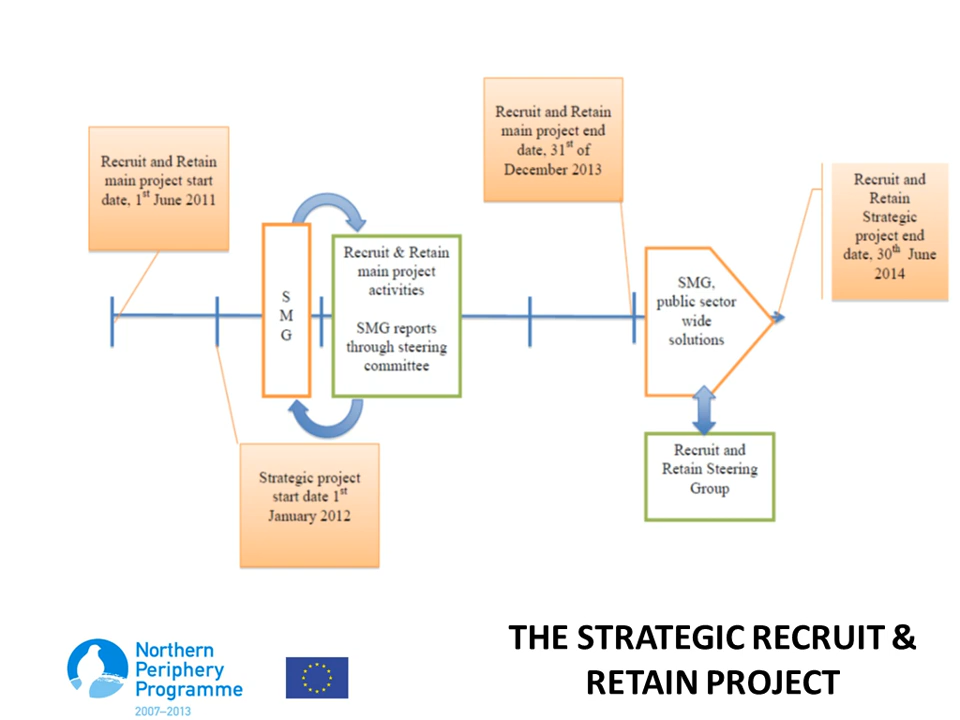 Recruit and Retain
main project start
date, 1st June 2011
S
M
G
Recruit & Retain
main project
activities
SMG reports
through steering
committee
Strategic project
start date 1st
January 2012
Recruit and Retain
main project end
date, 31st of
December 2013
SMG,
public sector
wide
solutions
Recruit and
Retain Steering
Group
Recruit and
Retain
Strategic
project end
date, 30th June
2014
Northern
Periphery
Programme
2007–2013
THE STRATEGIC RECRUIT &
RETAIN PROJECT